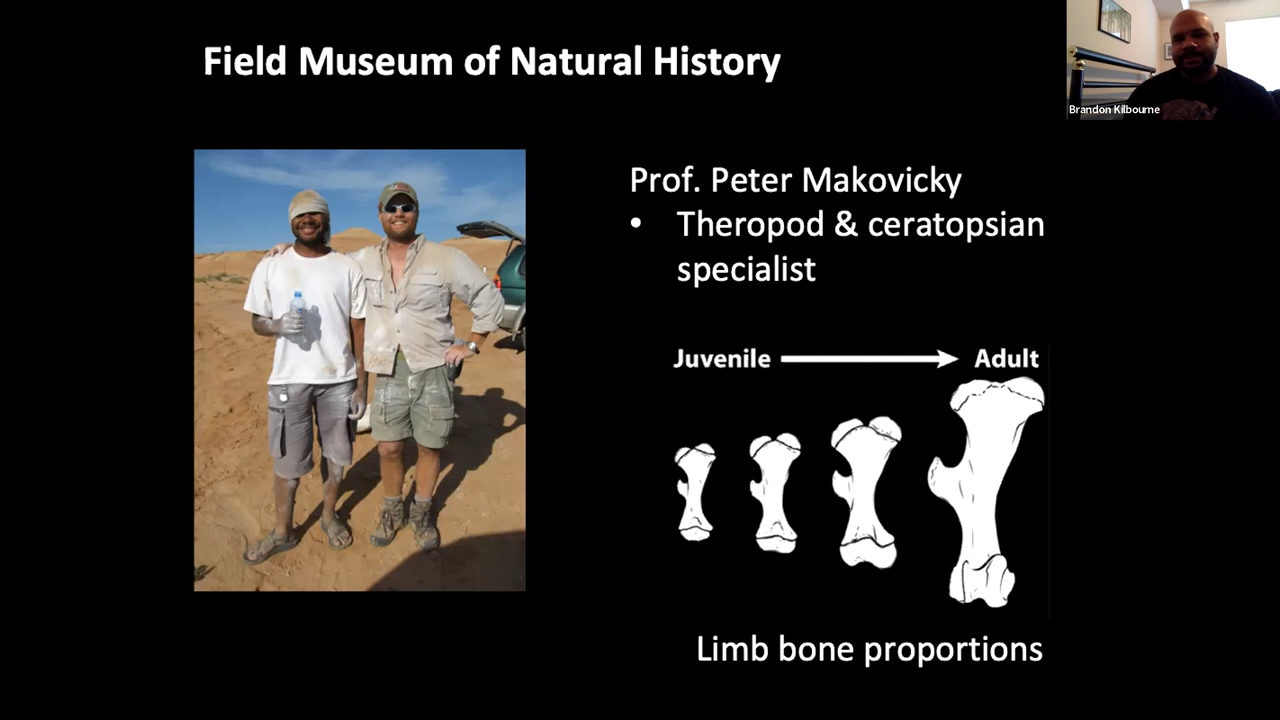 Field Museum of Natural History
Brandon Kilbourne
Prof. Peter Makovicky
• Theropod & ceratopsian
specialist
Juvenile Adult
Limb bone proportions